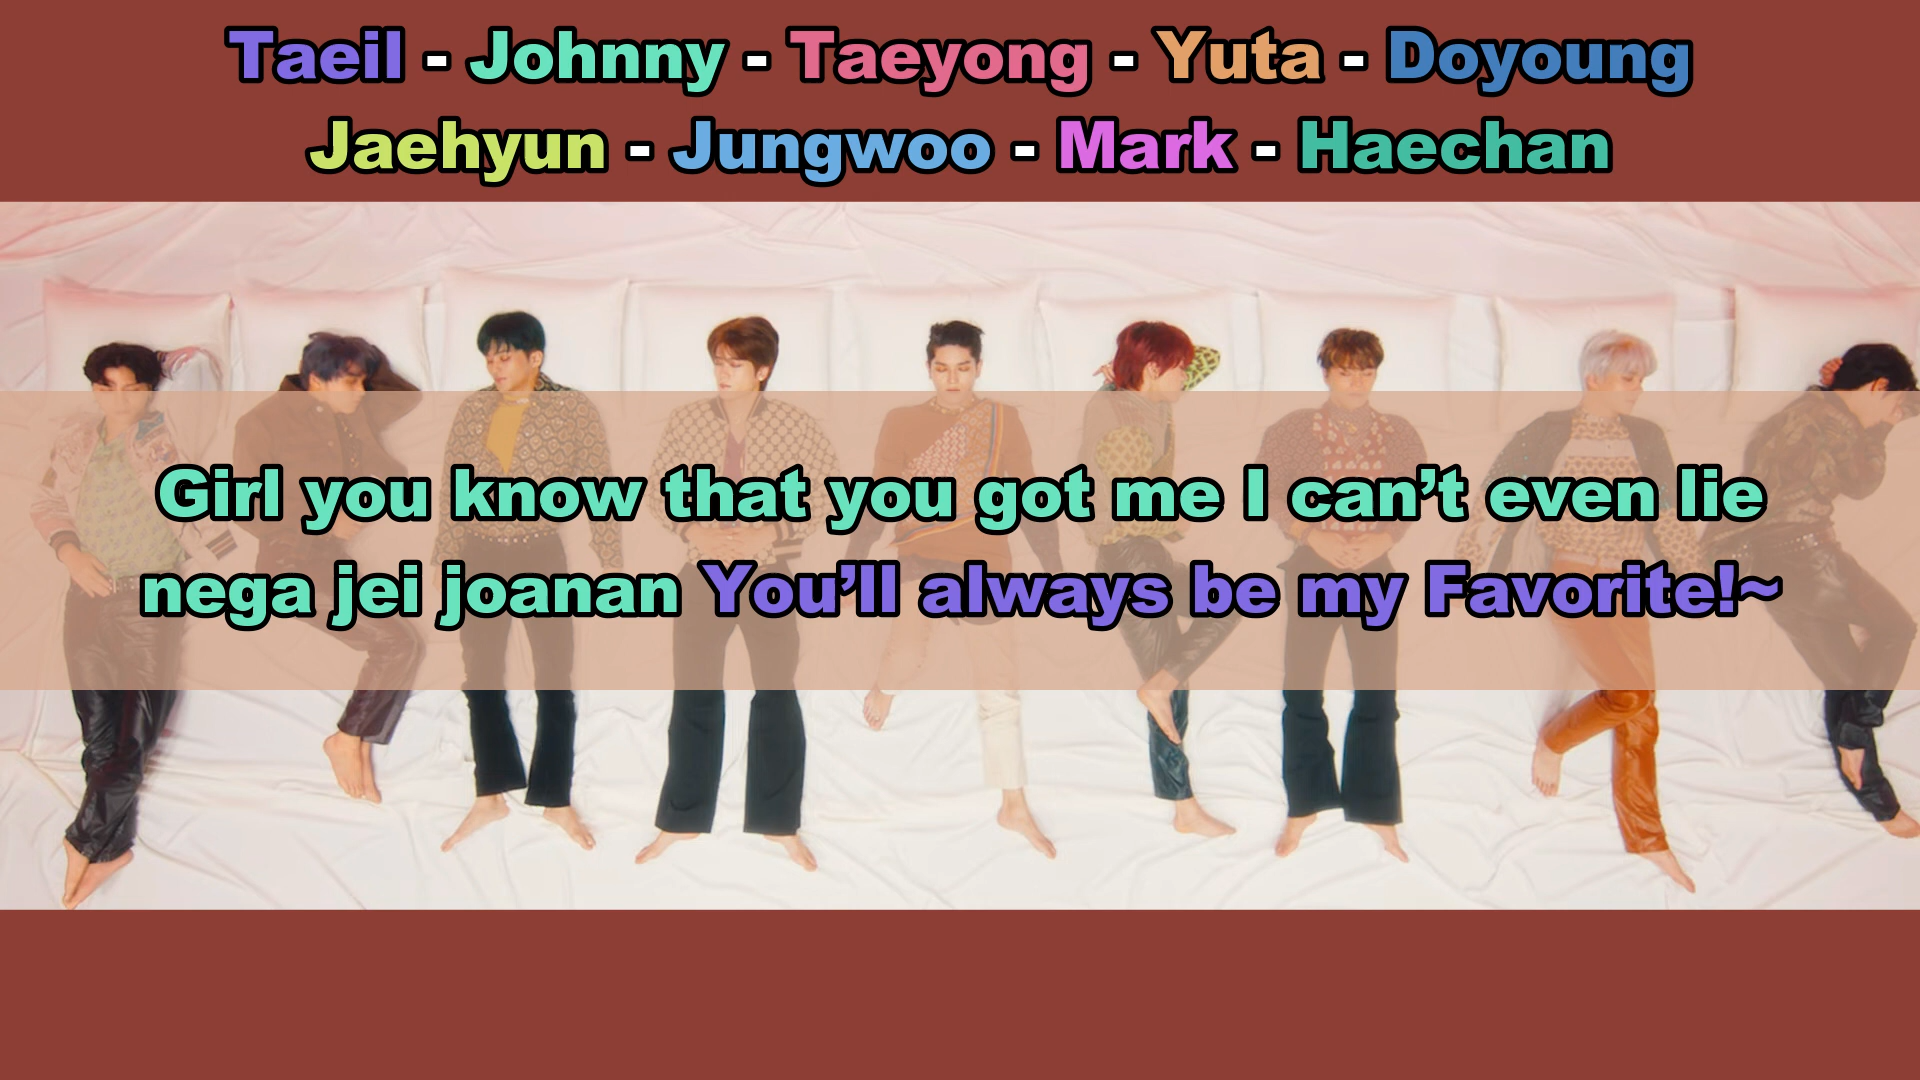 Taeil - Johnny - Taeyong - Yuta - Doyoung
Jaehyun - Jungwoo - Mark - Haechan
Girl you know that you got me I can’t even lie
nega jei joanan You’ll always be my Favorite!~